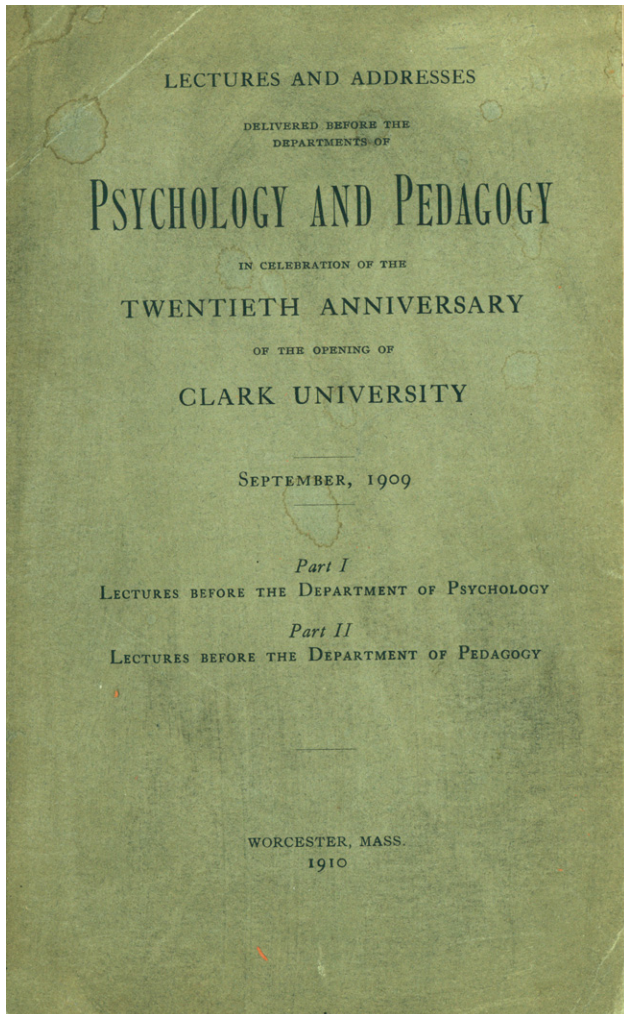 LECTURES AND ADDRESSES
DELIVERED BEFORE THE
DEPARTMENTS OF
PSYCHOLOGY AND PEDAGOGY
IN CELEBRATION OF THE
TWENTIETH ANNIVERSARY
OF THE OPENING OF
CLARK UNIVERSITY
SEPTEMBER, 1909
Part I
LECTURES BEFORE THE DEPARTMENT OF PSYCHOLOGY
Part II
LECTURES BEFORE THE DEPARTMENT OF PEDAGOGY
WORCESTER, MASS.
1910